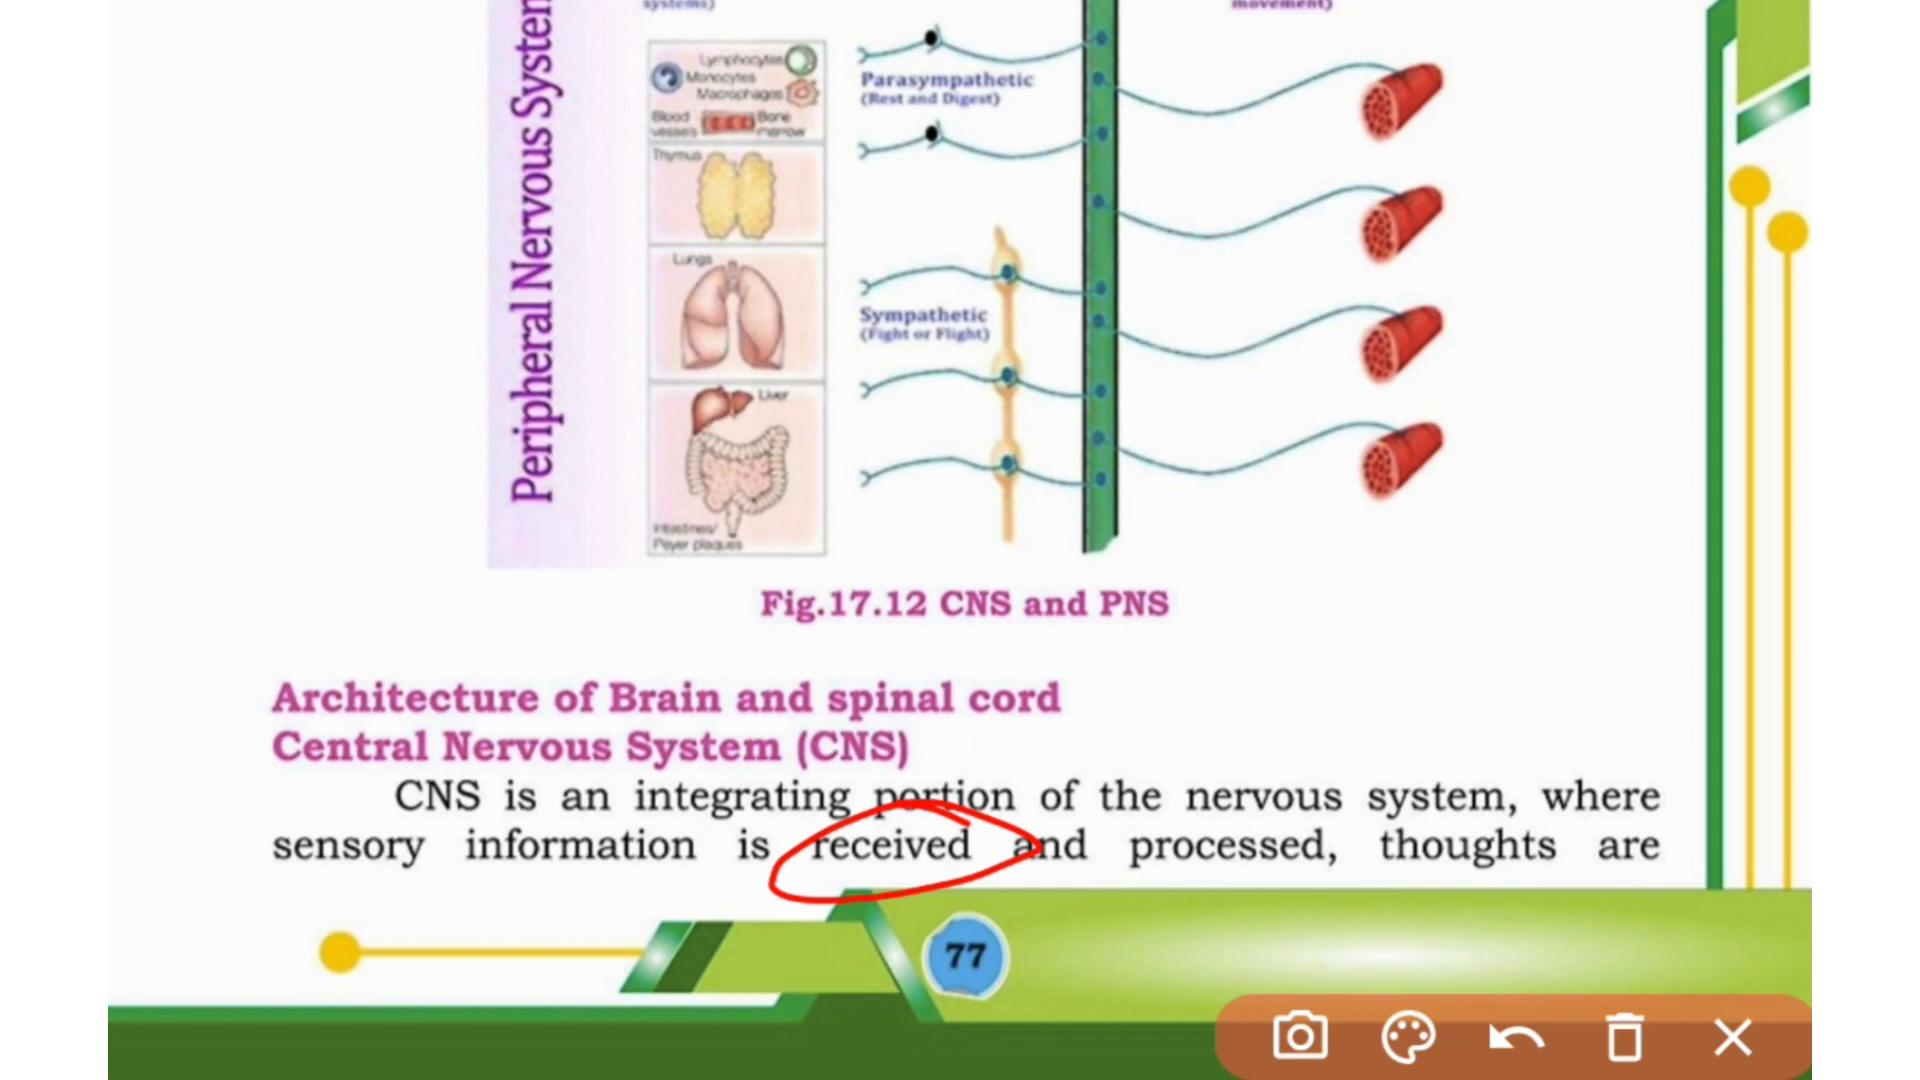 systems)
movement)
Peripheral Nervous System
Lymphocytes
Monocytes
Macrophages
Blood vessels
Bone marrow
Parasympathetic
(Rest and Digest)
Thymus
Lungs
Sympathetic
(Fight or Flight)
Liver
Intestines/
Peyer plaques
Fig.17.12 CNS and PNS
Architecture of Brain and spinal cord
Central Nervous System (CNS)
CNS is an integrating portion of the nervous system, where
sensory information is received and processed, thoughts are
77